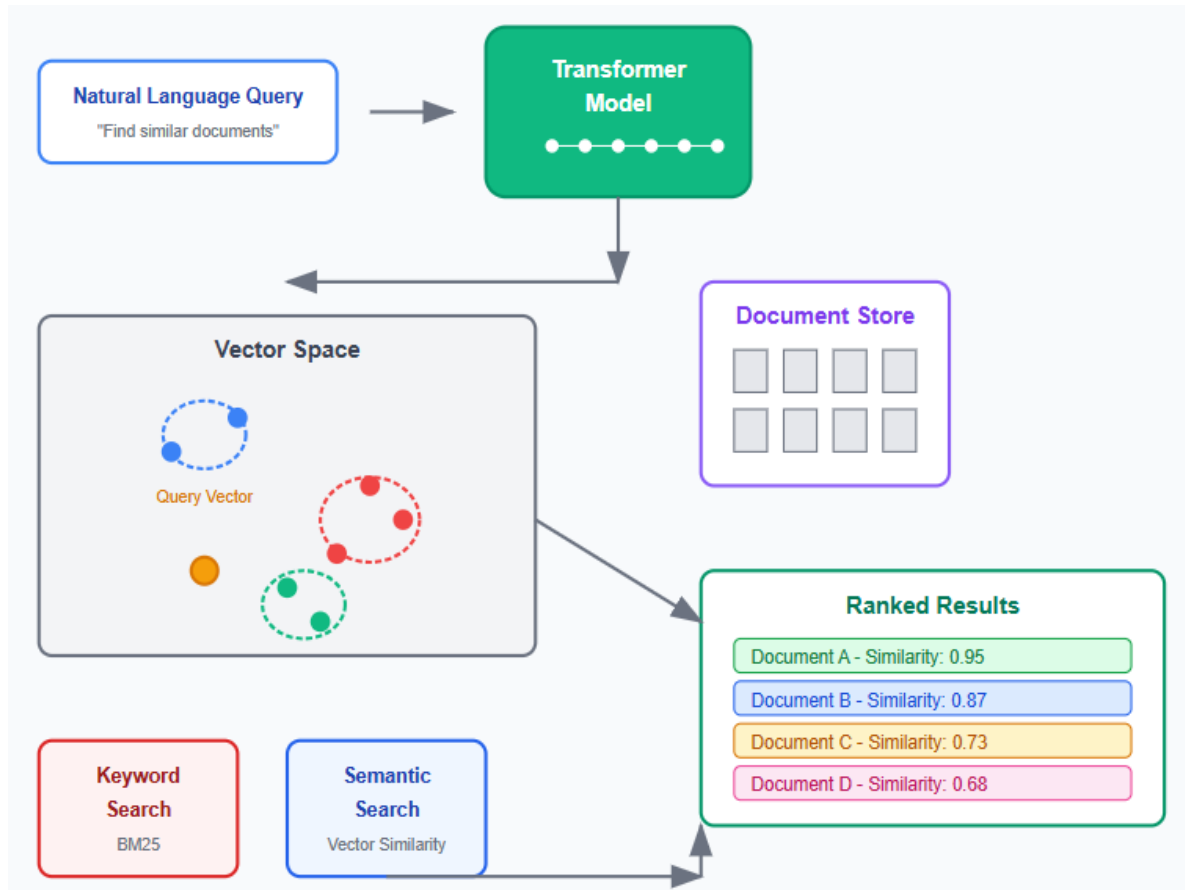 Natural Language Query
"Find similar documents"
Transformer
Model
Vector Space
Query Vector
Document Store
Ranked Results
Document A - Similarity: 0.95
Document B - Similarity: 0.87
Document C - Similarity: 0.73
Document D - Similarity: 0.68
Keyword
Search
BM25
Semantic
Search
Vector Similarity